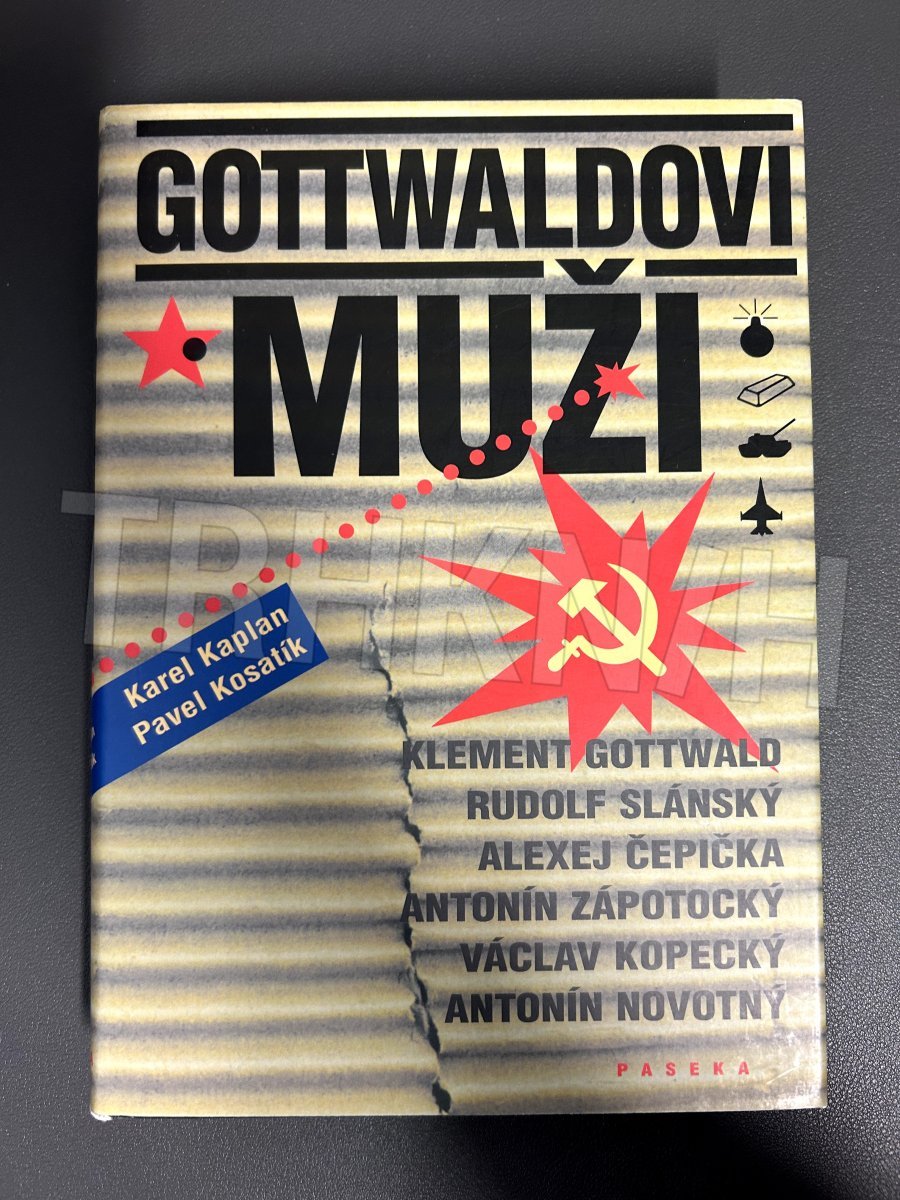 GOTTWALDOVI
MUŽI
TRHKNIH
Karel Kaplan
Pavel Kosatík
KLEMENT GOTTWALD
RUDOLF SLÁNSKÝ
ALEXEJ ČEPIČKA
ANTONÍN ZÁPOTOCKÝ
VÁCLAV KOPECKÝ
ANTONÍN NOVOTNÝ
PASEKA